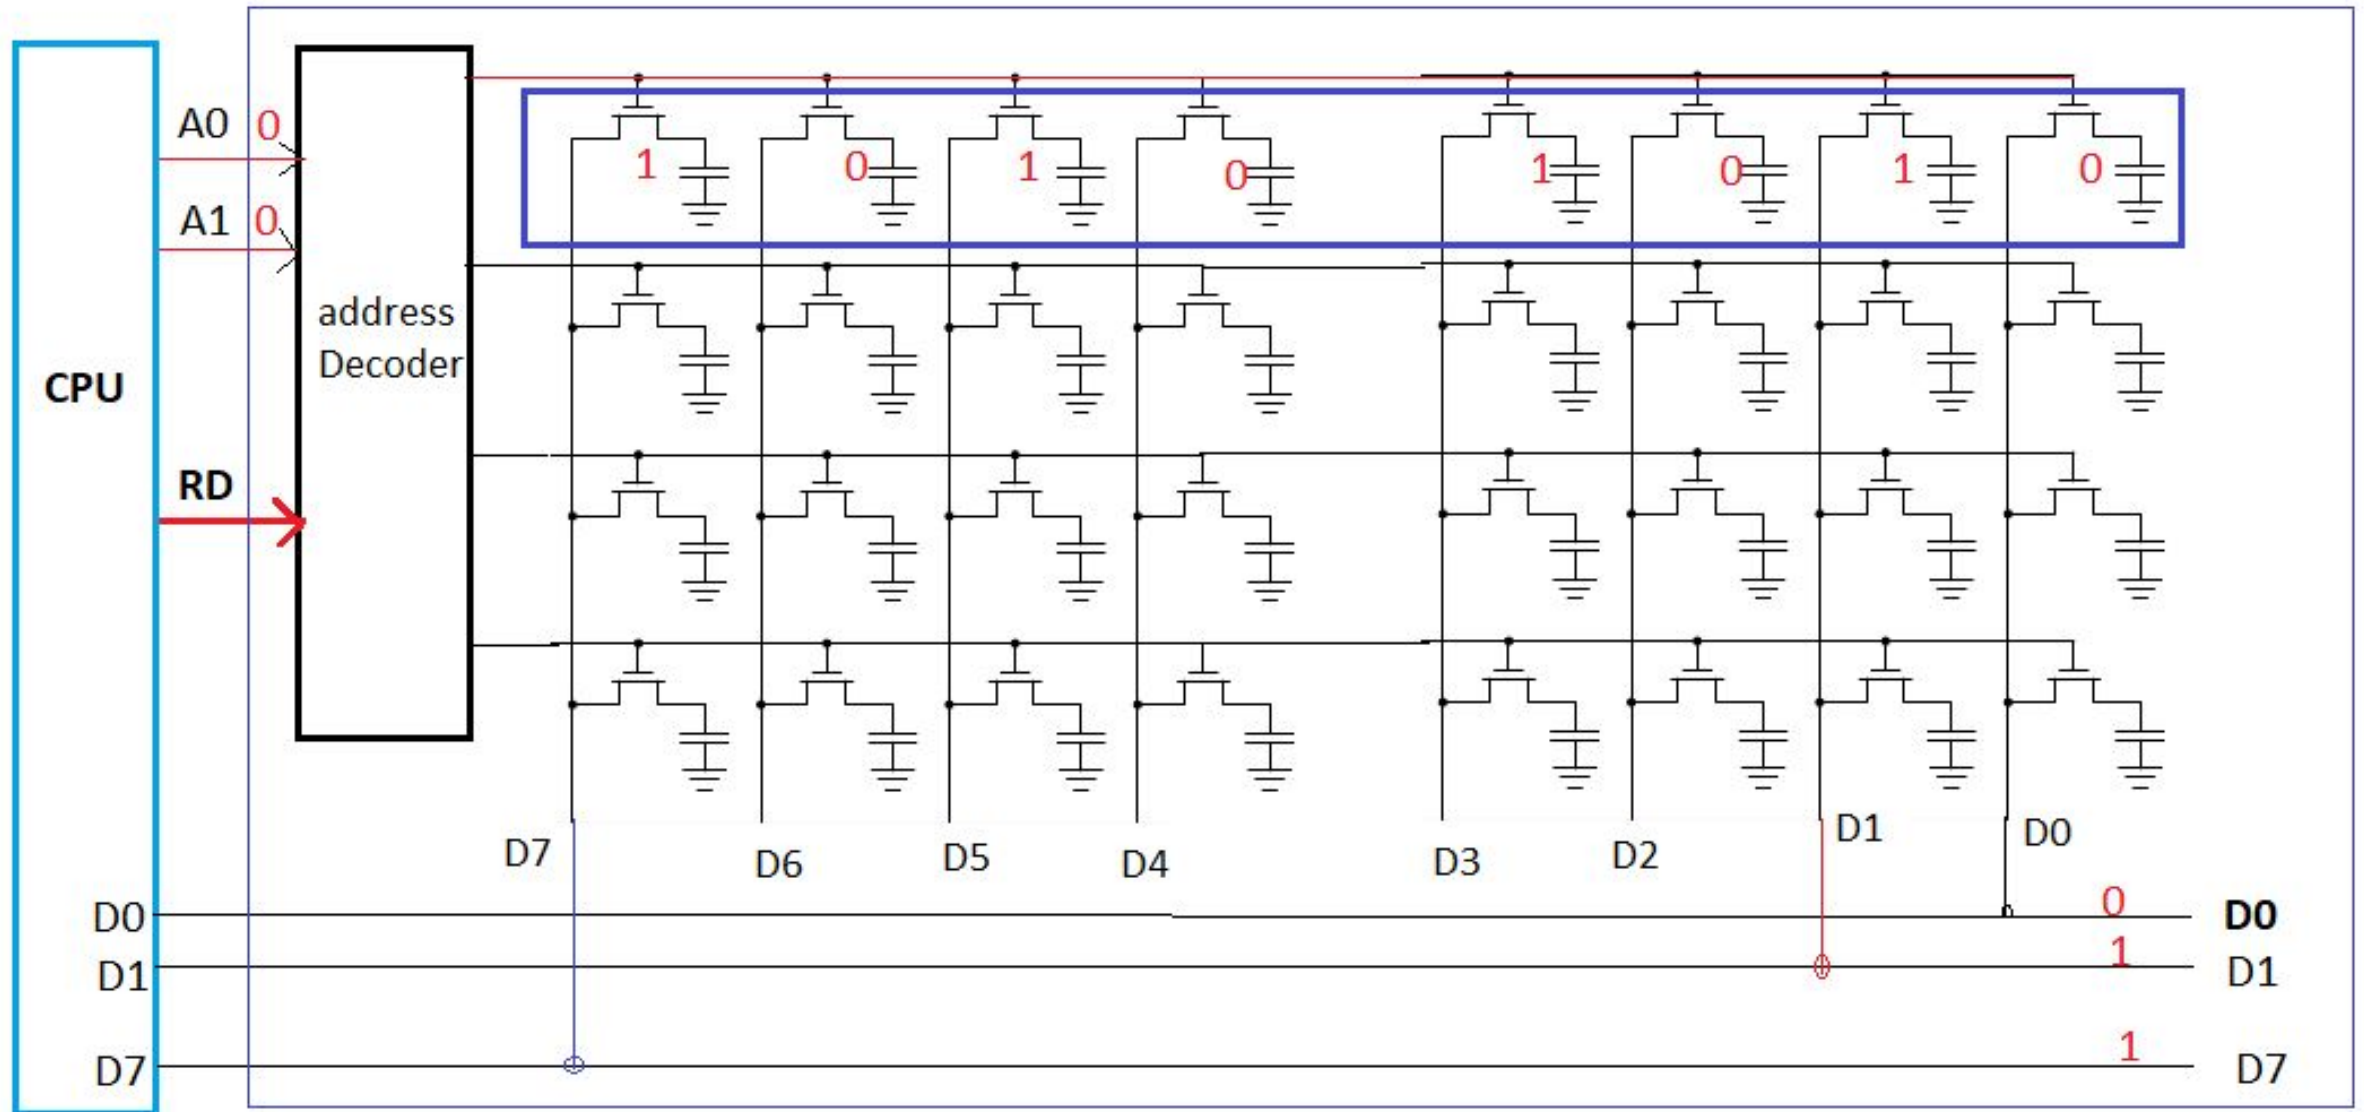 A0 0
A1 0
address
Decoder
CPU
RD
1 0 1 0 1 0 1 0
D7 D6 D5 D4 D3 D2 D1 D0
D0 0 D0
D1 1 D1
D7 1 D7